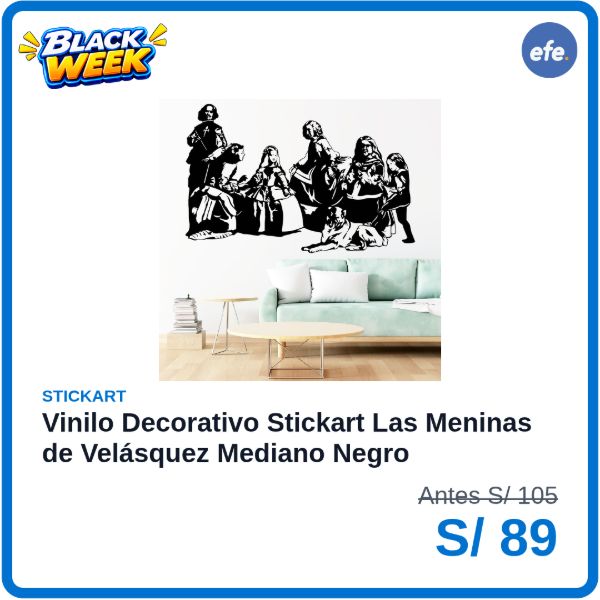 BLACK
WEEK
efe.
STICKART
Vinilo Decorativo Stickart Las Meninas
de Velásquez Mediano Negro
Antes S/ 105
S/ 89